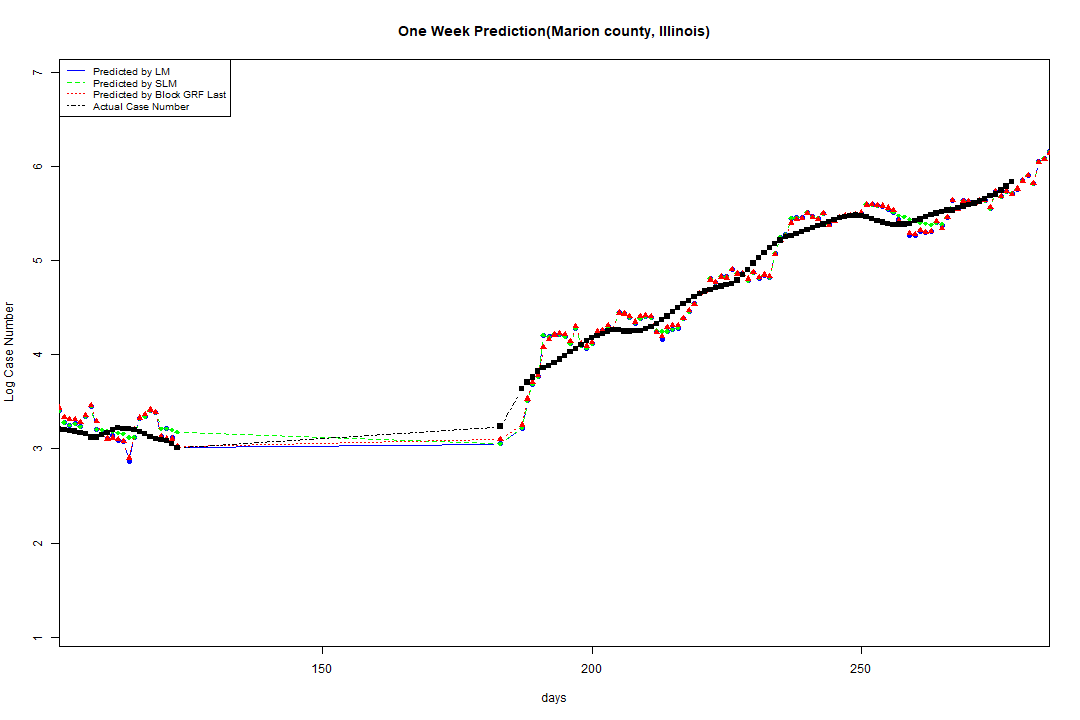 One Week Prediction(Marion county, Illinois)
7
Predicted by LM
Predicted by SLM
Predicted by Block GRF Last
Actual Case Number
6
5
4
3
2
1
Log Case Number
150
200
250
days